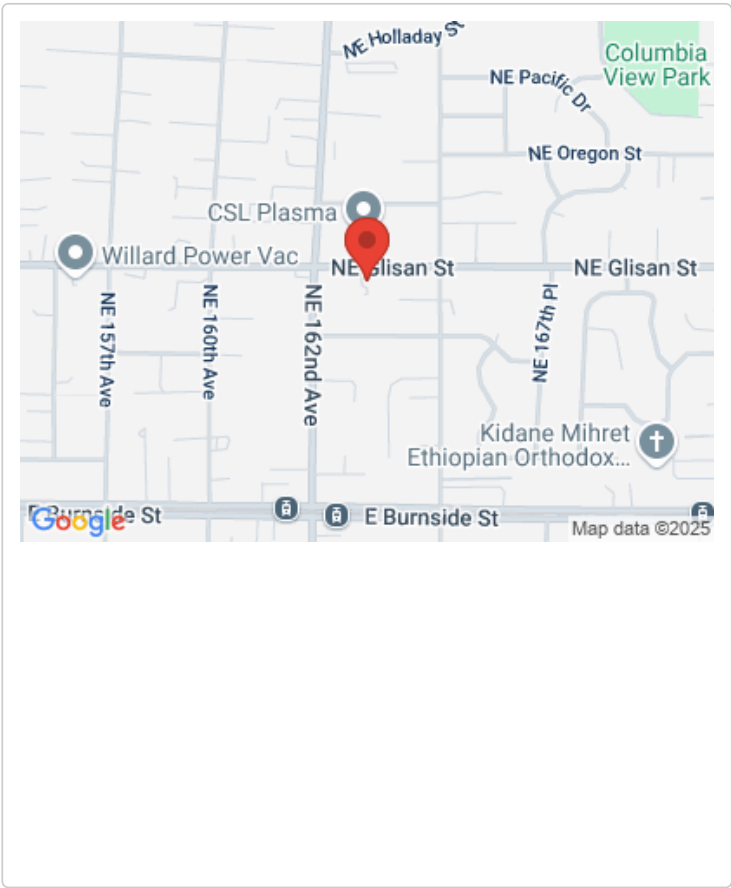 NE Holladay St
Columbia
View Park
NE Pacific Dr
NE Oregon St
CSL Plasma
Willard Power Vac
NE Glisan St
NE Glisan St
NE 157th Ave
NE 160th Ave
NE 162nd Ave
NE 167th Pl
Kidane Mihret
Ethiopian Orthodox...
E Burnside St
Google
E Burnside St
Map data ©2025